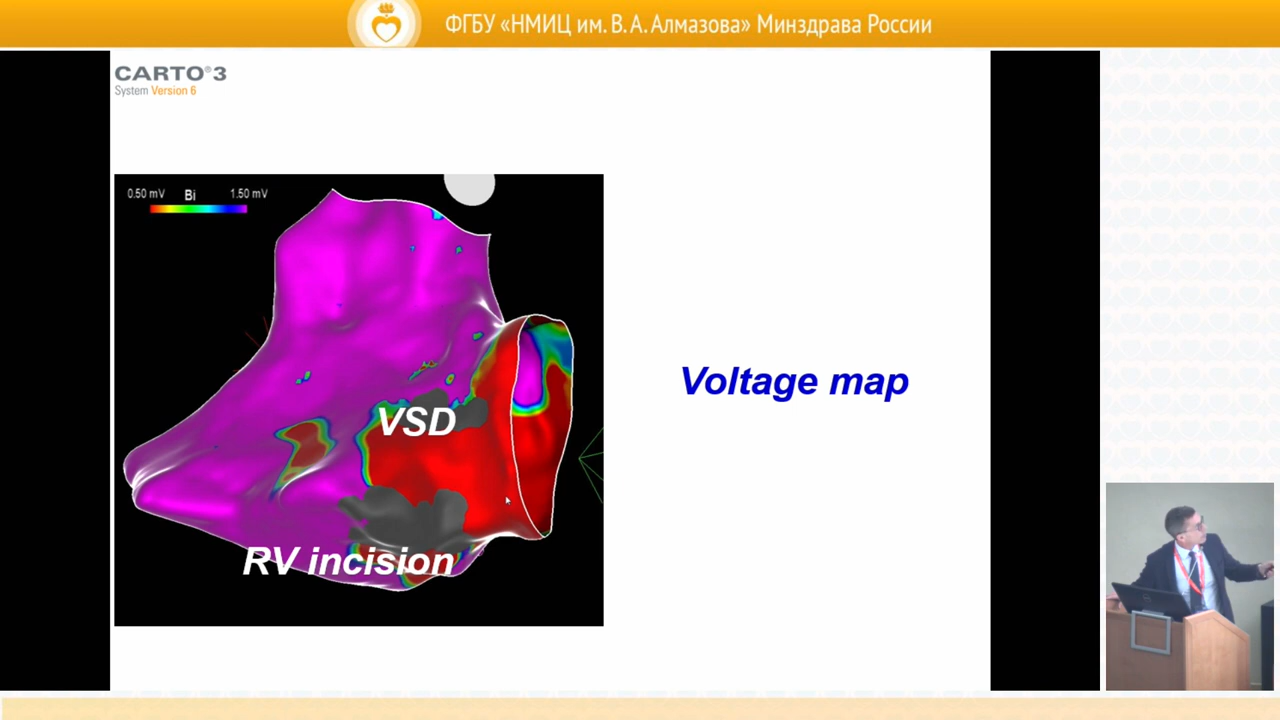 ФГБУ «НМИЦ им. В. А. Алмазова» Минздрава России
CARTO®3
System Version 6
0.50 mV Bi 1.50 mV
VSD
RV incision
Voltage map